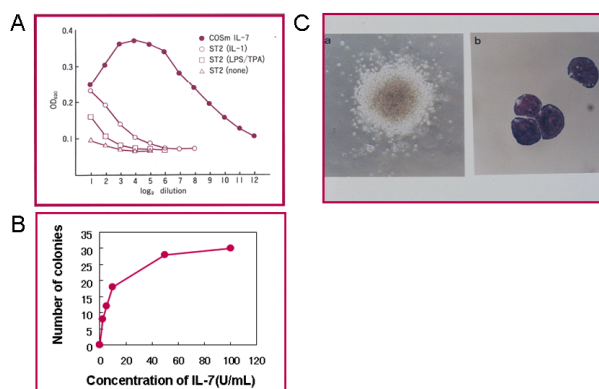 A
0.4
0.3
0.2
0.1
COSm IL-7
ST2 (IL-1)
ST2 (LPS/TPA)
ST2 (none)
1 2 3 4 5 6 7 8 9 10 11 12
dilution
B
35
30
25
20
15
10
5
0
0 20 40 60 80 100 120
Number of colonies
Concentration of IL-7(U/mL)
C
a
b